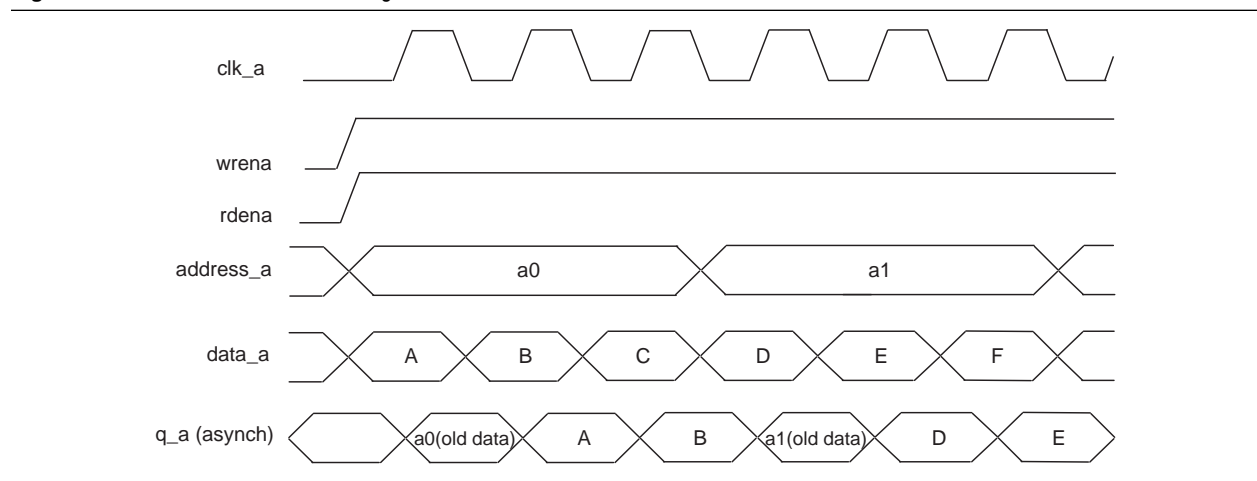 clk_a
wrena
rdena
address_a a0 a1
data_a A B C D E F
q_a (asynch) a0(old data) A B a1(old data) D E